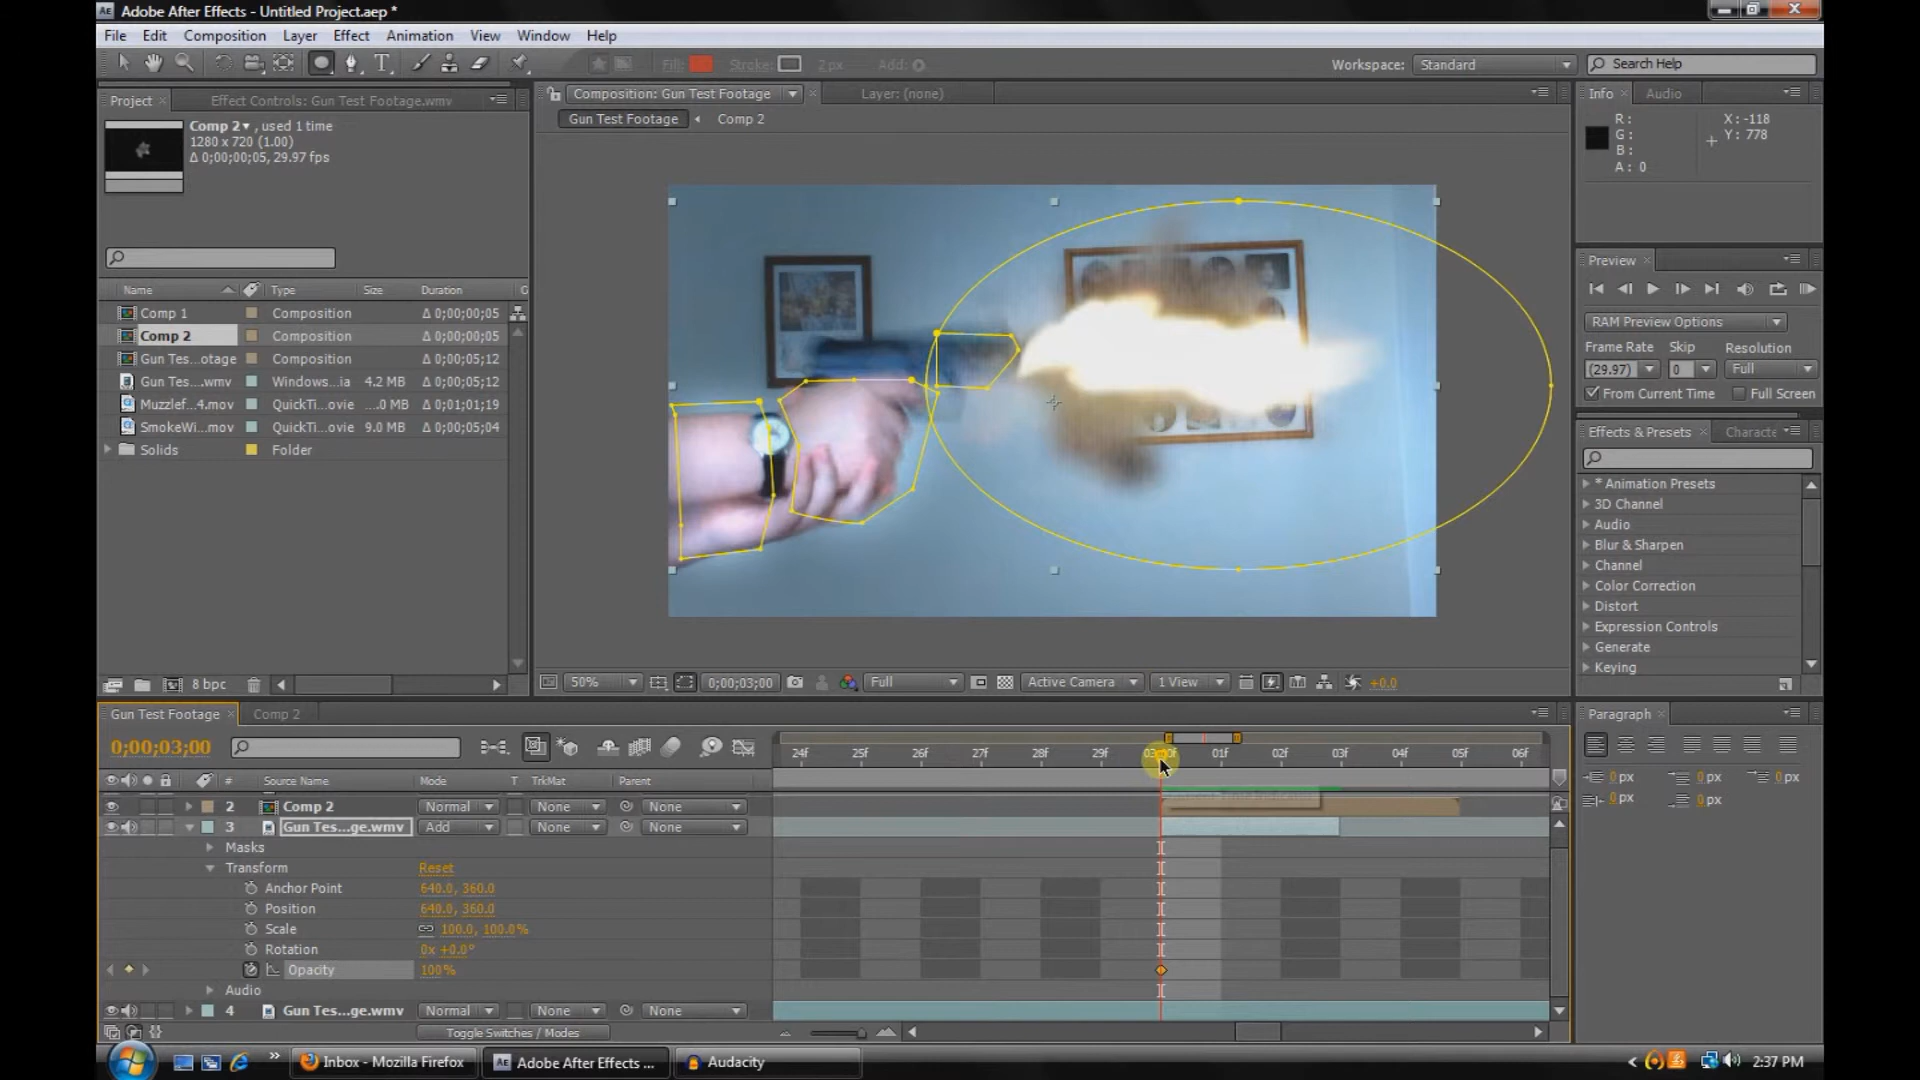 Adobe After Effects - Untitled Project.aep *
File Edit Composition Layer Effect Animation View Window Help
Fill: Stroke: 2 px Add: Workspace: Standard Search Help
Project Effect Controls: Gun Test Footage.wmv
Comp 2, used 1 time
1280 x 720 (1.00)
Δ 0;00;00;05, 29.97 fps
Name Type Size Duration
Comp 1 Composition Δ 0;00;00;05
Comp 2 Composition Δ 0;00;00;05
Gun Tes...otage Composition Δ 0;00;05;12
Gun Tes....wmv Windows...ia 4.2 MB Δ 0;00;05;12
Muzzlef...4.mov QuickTi...ovie ....0 MB Δ 0;01;01;19
SmokeWi...mov QuickTi...ovie 9.0 MB Δ 0;00;05;04
Solids Folder
8 bpc
Composition: Gun Test Footage Layer: (none)
Gun Test Footage Comp 2
50% 0;00;03;00 Full Active Camera 1 View +0.0
Info Audio
R: X: -118
G: Y: 778
B:
A: 0
Preview
RAM Preview Options
Frame Rate Skip Resolution
(29.97) 0 Full
From Current Time Full Screen
Effects & Presets Characte
* Animation Presets
3D Channel
Audio
Blur & Sharpen
Channel
Color Correction
Distort
Expression Controls
Generate
Keying
Gun Test Footage Comp 2
0;00;03;00
24f 25f 26f 27f 28f 29f 01f 02f 03f 04f 05f 06f
# Source Name Mode T TrkMat Parent
2 Comp 2 Normal None None
3 Gun Tes...ge.wmv Add None None
Masks
Transform Reset
Anchor Point 640.0, 360.0
Position 640.0, 360.0
Scale 100.0, 100.0%
Rotation 0x +0.0°
Opacity 100%
Audio
4 Gun Tes...ge.wmv Normal None None
Toggle Switches / Modes
Paragraph
0 px 0 px 0 px
0 px 0 px
Inbox - Mozilla Firefox Adobe After Effects ... Audacity 2:37 PM